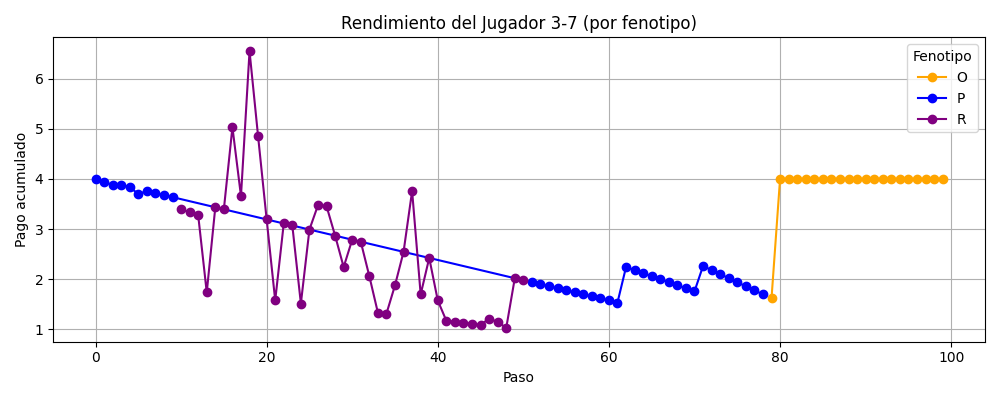 Rendimiento del Jugador 3-7 (por fenotipo)
Pago acumulado
6
5
4
3
2
1
0
20
40
60
80
100
Paso
Fenotipo
O
P
R